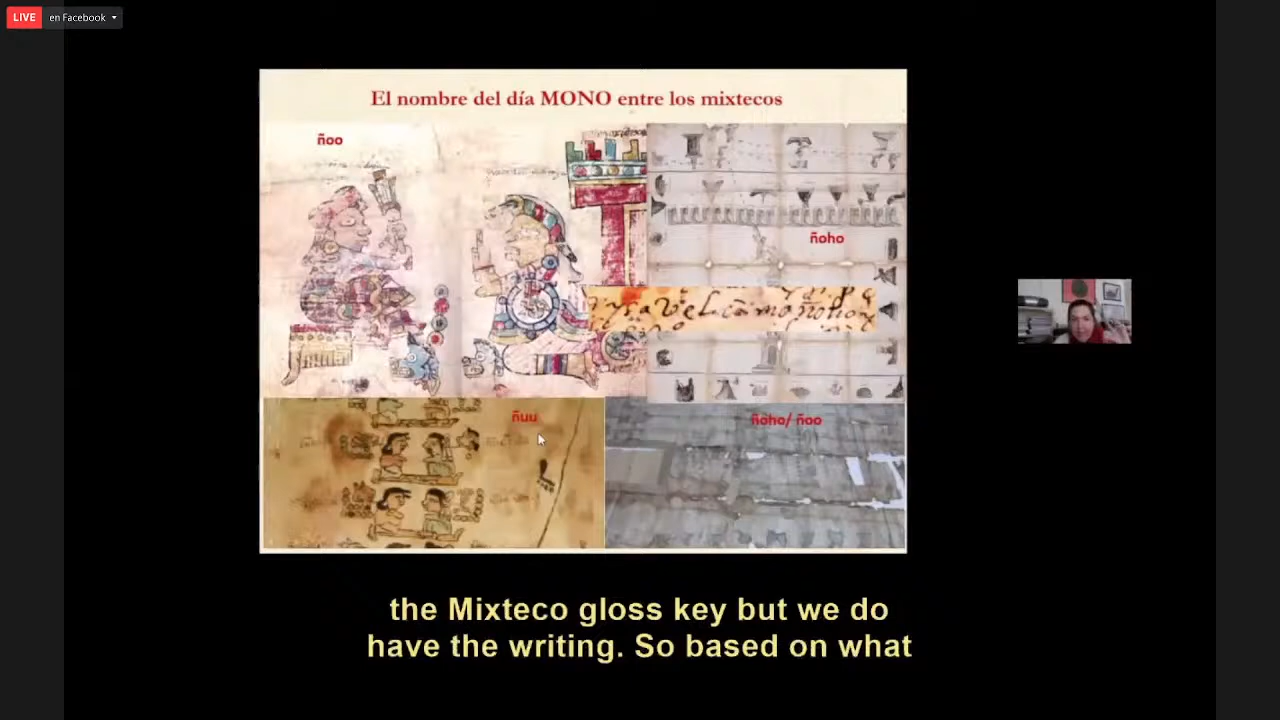 LIVE en Facebook
El nombre del día MONO entre los mixtecos
ñoo
ñoho
ñuu
ñoho/ ñoo
the Mixteco gloss key but we do
have the writing. So based on what